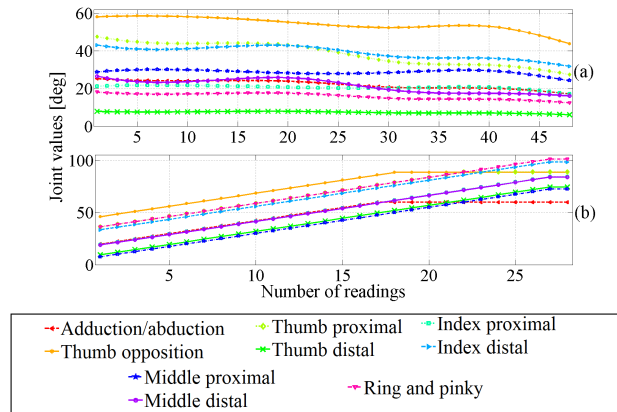 60
40
20
0
5 10 15 20 25 30 35 40 45
(a)
Joint values [deg]
100
50
0
5 10 15 20 25
(b)
Number of readings
Adduction/abduction Thumb proximal Index proximal
Thumb opposition Thumb distal Index distal
Middle proximal
Ring and pinky
Middle distal